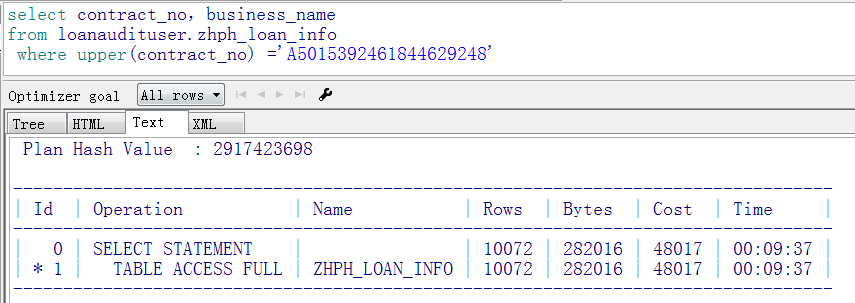 select contract_no，business_name
from loanaudituser.zhph_loan_info
where upper(contract_no) ='A5015392461844629248'
Optimizer goal All rows
Tree HTML Text XML
Plan Hash Value : 2917423698
--------------------------------------------------------------------------------
| Id | Operation | Name | Rows | Bytes | Cost | Time |
--------------------------------------------------------------------------------
| 0 | SELECT STATEMENT | | 10072 | 282016 | 48017 | 00:09:37 |
| * 1 | TABLE ACCESS FULL | ZHPH_LOAN_INFO | 10072 | 282016 | 48017 | 00:09:37 |
--------------------------------------------------------------------------------